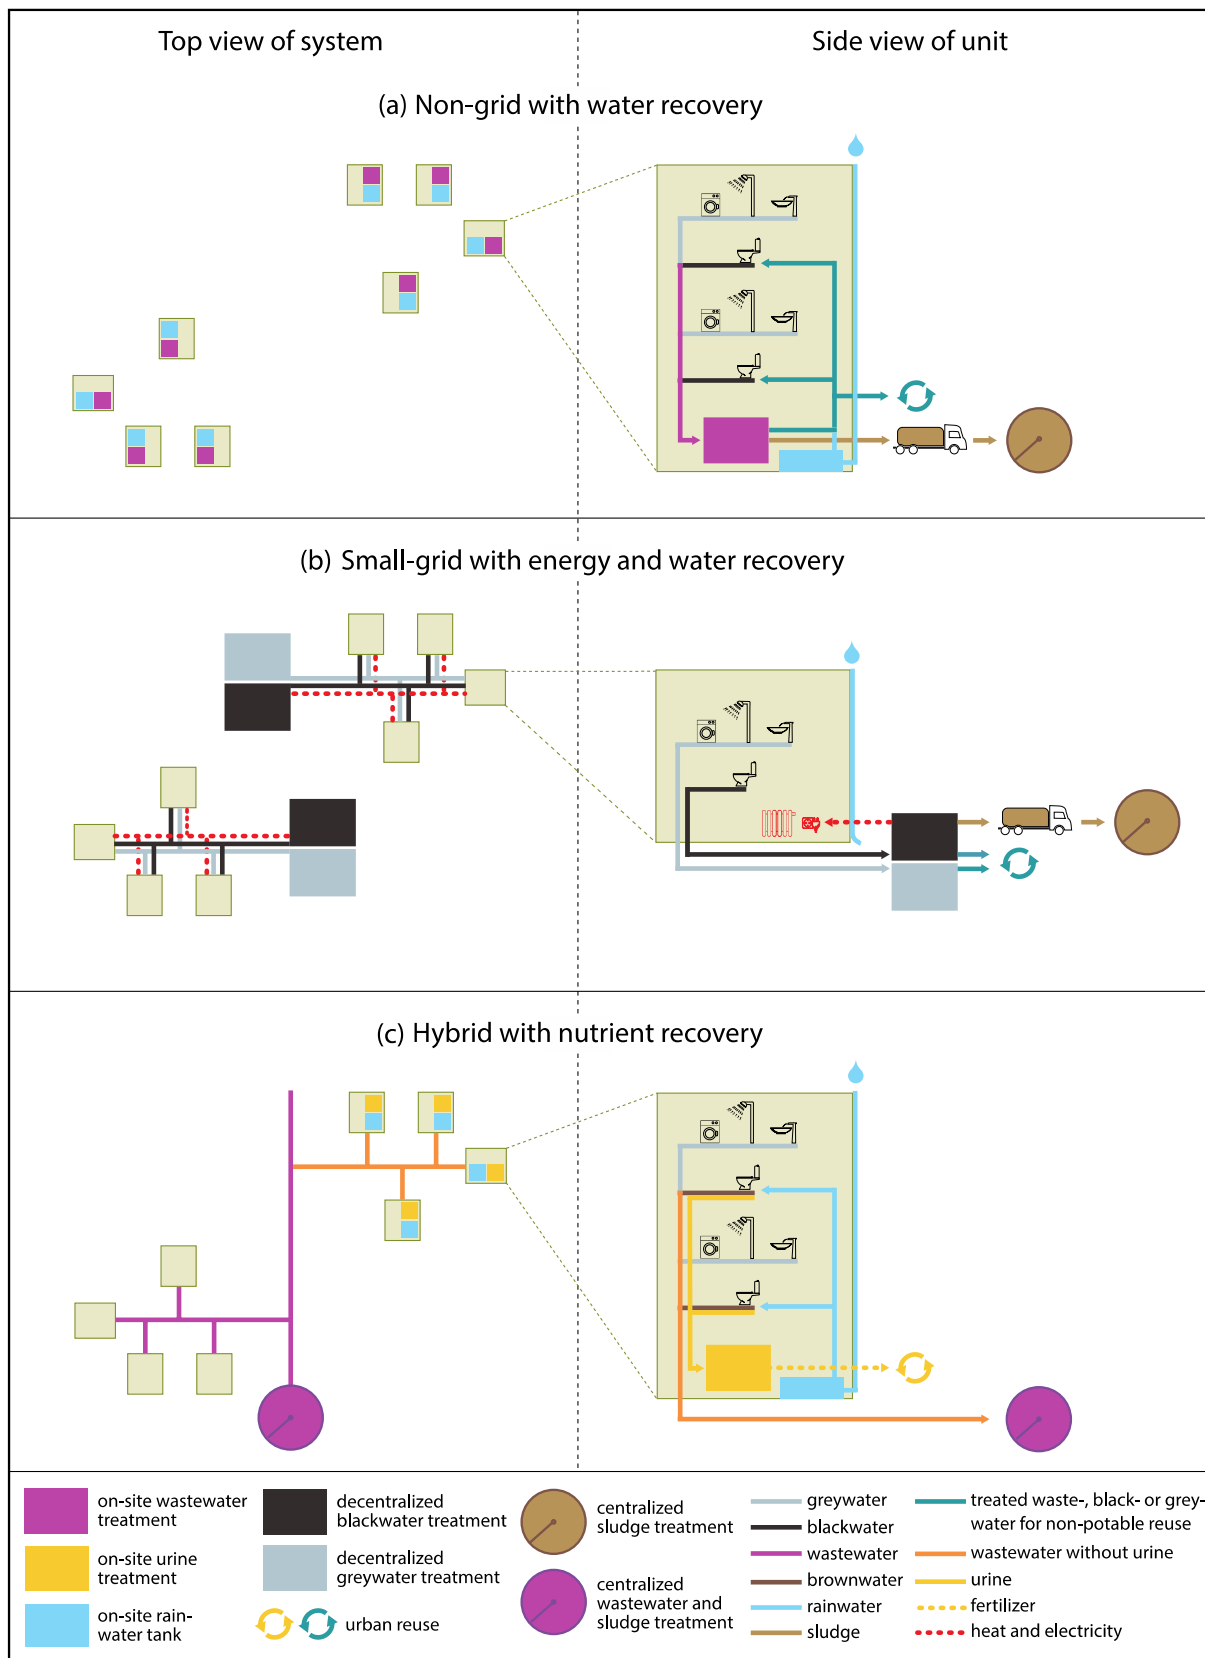 Top view of system
Side view of unit
(a) Non-grid with water recovery
(b) Small-grid with energy and water recovery
(c) Hybrid with nutrient recovery
on-site wastewater
treatment
on-site urine
treatment
on-site rain-
water tank
decentralized
blackwater treatment
decentralized
greywater treatment
urban reuse
centralized
sludge treatment
centralized
wastewater and
sludge treatment
greywater
blackwater
wastewater
brownwater
rainwater
sludge
treated waste-, black- or grey-
water for non-potable reuse
wastewater without urine
urine
fertilizer
heat and electricity